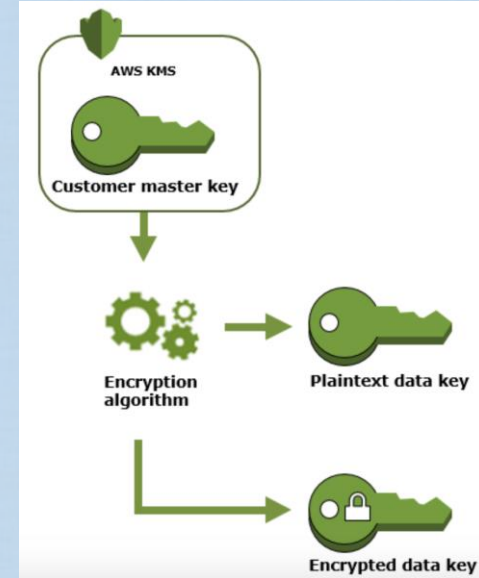 AWS KMS
Customer master key
Encryption
algorithm
Plaintext data key
Encrypted data key